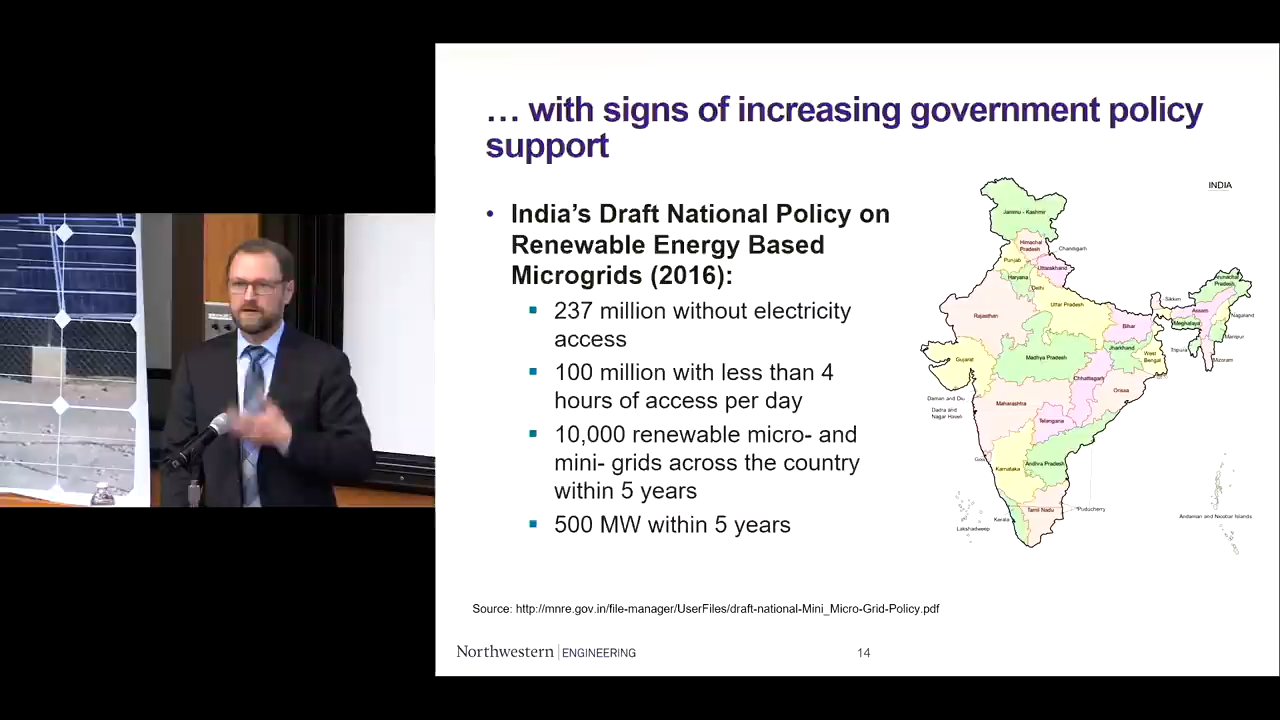 … with signs of increasing government policy
support
• India's Draft National Policy on
Renewable Energy Based
Microgrids (2016):
▪ 237 million without electricity
access
▪ 100 million with less than 4
hours of access per day
▪ 10,000 renewable micro- and
mini- grids across the country
within 5 years
▪ 500 MW within 5 years
INDIA
Jammu - Kashmir
Himachal
Pradesh
Chandigarh
Punjab
Uttrazakhand
Haryana
Delhi
Arunachal
Pradesh
Sikkim
Uttar Pradesh
Assam
Nagaland
Rajasthan
Bihar
Meghalaya
Manipur
Jharkhand
Tripura
West
Bengal
Mizoram
Gujarat
Madhya Pradesh
Chhattisgarh
Orissa
Daman and Diu
Dadra and
Nagar Haveli
Maharashtra
Telangana
Goa
Karnataka
Andhra Pradesh
Tamil Nadu
Puducherry
Kerala
Lakshadweep
Andaman and Nicobar Islands
Source: http://mnre.gov.in/file-manager/UserFiles/draft-national-Mini_Micro-Grid-Policy.pdf
Northwestern | ENGINEERING
14